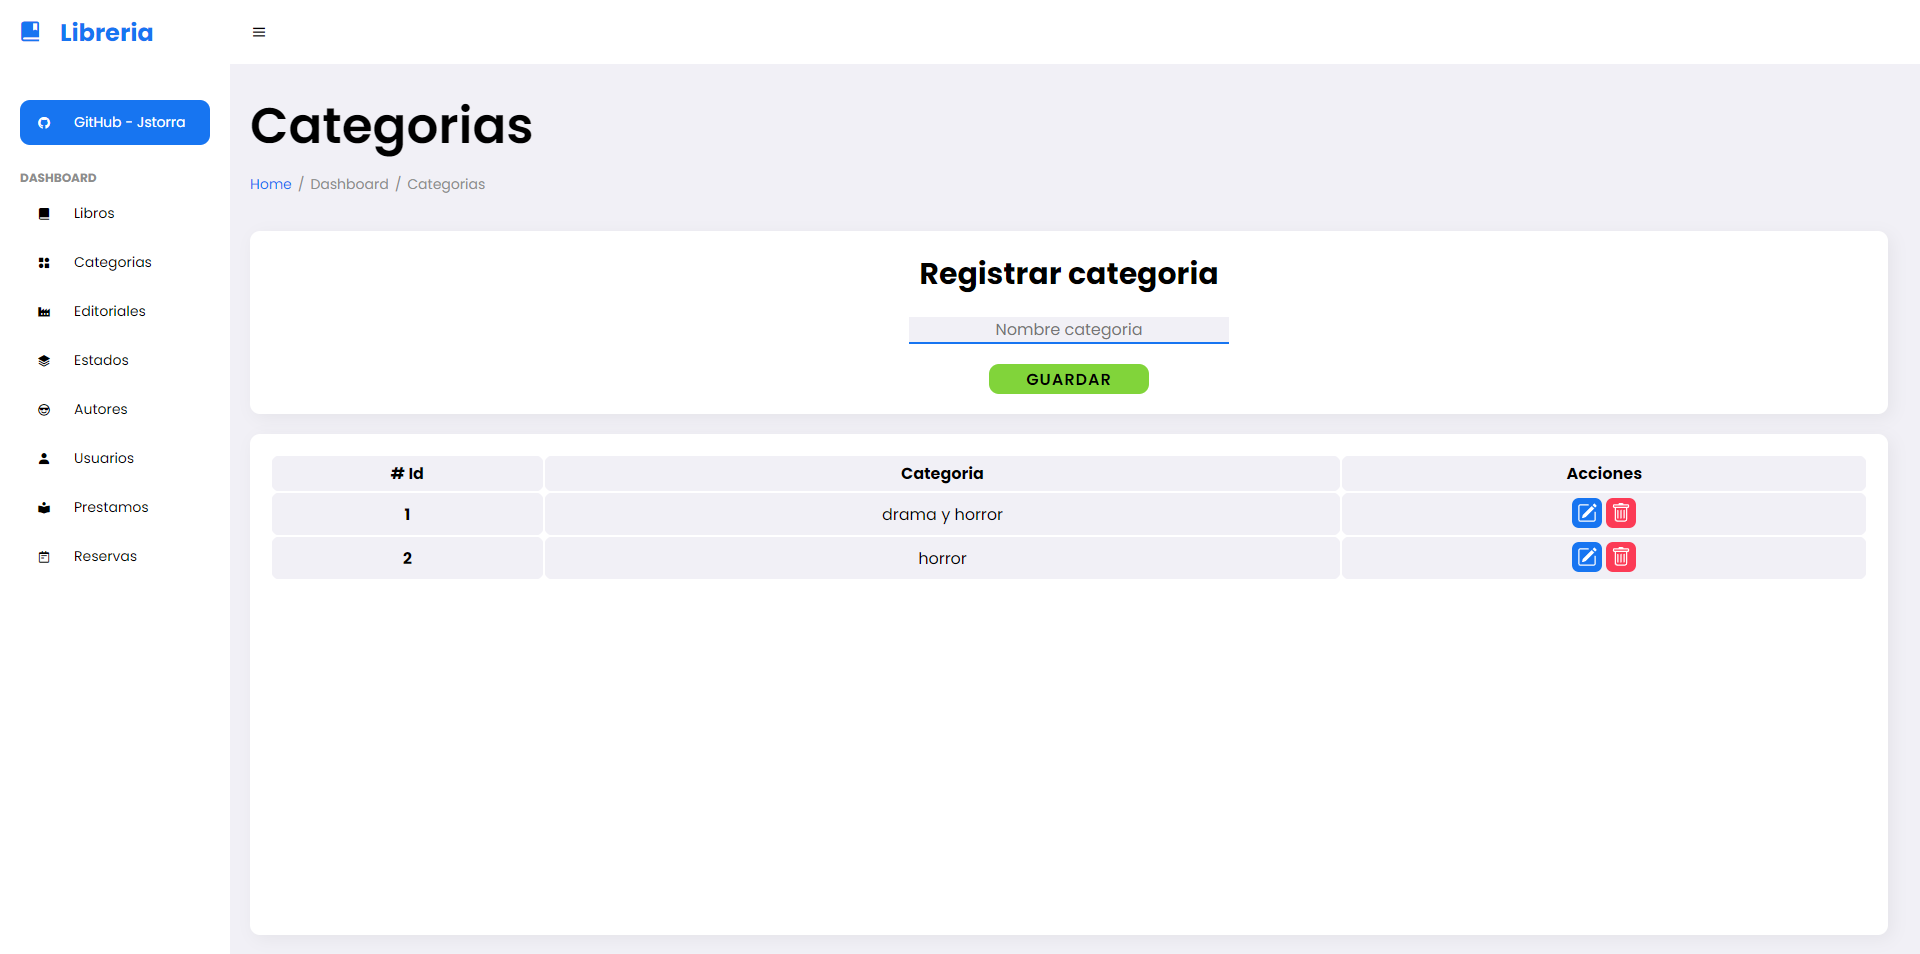 Libreria
GitHub - Jstorra
DASHBOARD
Libros
Categorias
Editoriales
Estados
Autores
Usuarios
Prestamos
Reservas
Categorias
Home / Dashboard / Categorias
Registrar categoria
Nombre categoria
GUARDAR
# Id Categoria Acciones
1 drama y horror
2 horror